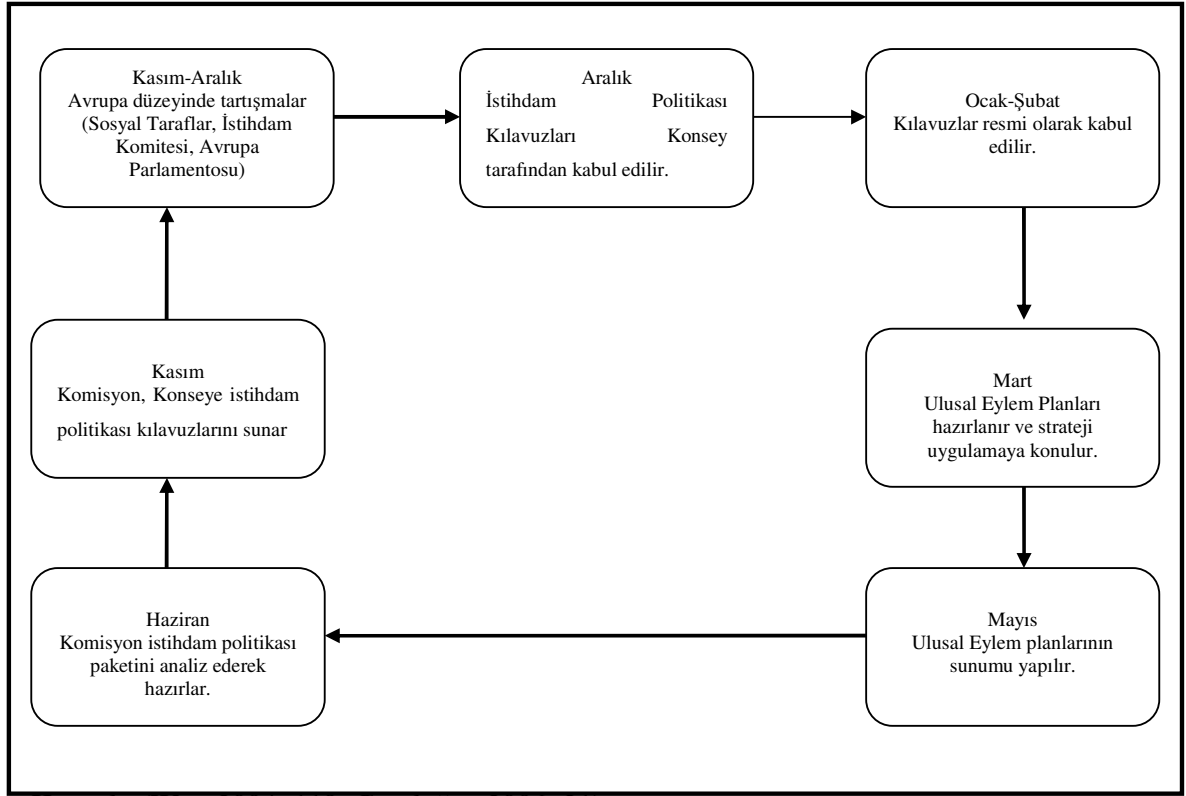 Kasım-Aralık
Avrupa düzeyinde tartışmalar
(Sosyal Taraflar, İstihdam
Komitesi, Avrupa
Parlamentosu)
Aralık
İstihdam Politikası
Kılavuzları Konsey
tarafından kabul edilir.
Ocak-Şubat
Kılavuzlar resmi olarak kabul
edilir.
Kasım
Komisyon, Konseye istihdam
politikası kılavuzlarını sunar
Mart
Ulusal Eylem Planları
hazırlanır ve strateji
uygulamaya konulur.
Haziran
Komisyon istihdam politikası
paketini analiz ederek
hazırlar.
Mayıs
Ulusal Eylem planlarının
sunumu yapılır.